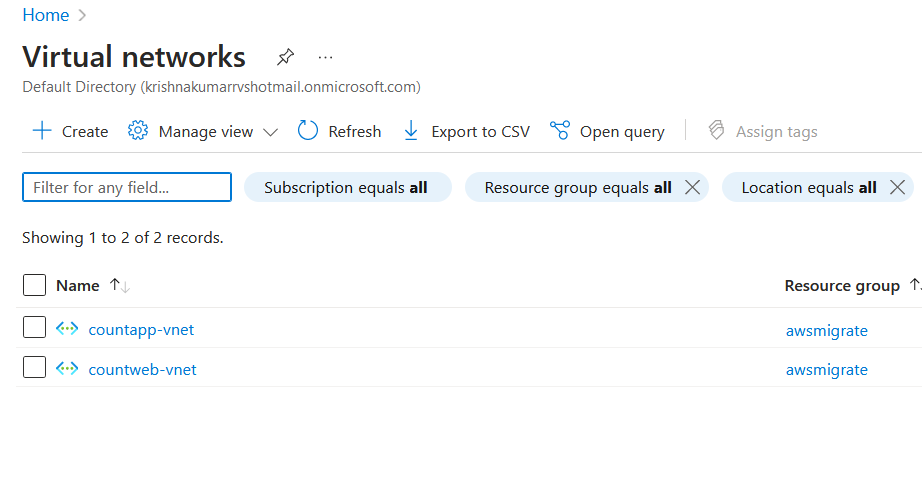 Home
Virtual networks
Default Directory (krishnakumarrvshotmail.onmicrosoft.com)
Create Manage view Refresh Export to CSV Open query Assign tags
Filter for any field... Subscription equals all Resource group equals all Location equals all
Showing 1 to 2 of 2 records.
Name Resource group
countapp-vnet awsmigrate
countweb-vnet awsmigrate